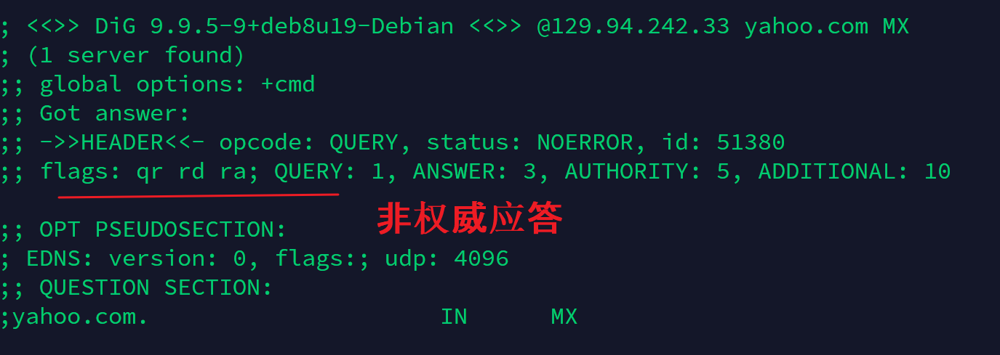 ; <<>> DiG 9.9.5-9+deb8u19-Debian <<>> @129.94.242.33 yahoo.com MX
; (1 server found)
;; global options: +cmd
;; Got answer:
;; ->>HEADER<<- opcode: QUERY, status: NOERROR, id: 51380
;; flags: qr rd ra; QUERY: 1, ANSWER: 3, AUTHORITY: 5, ADDITIONAL: 10
非权威应答
;; OPT PSEUDOSECTION:
; EDNS: version: 0, flags:; udp: 4096
;; QUESTION SECTION:
;yahoo.com. IN MX